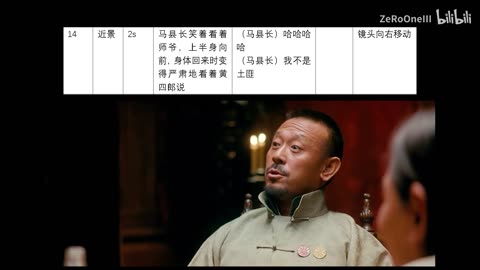 ZeRoOneIII bilibili
14
近景
2s
马县长笑着看着
师爷，上半身向
前，身体回来时变
得严肃地看着黄
四郎说
（马县长）哈哈哈
哈
（马县长）我不是
土匪
镜头向右移动